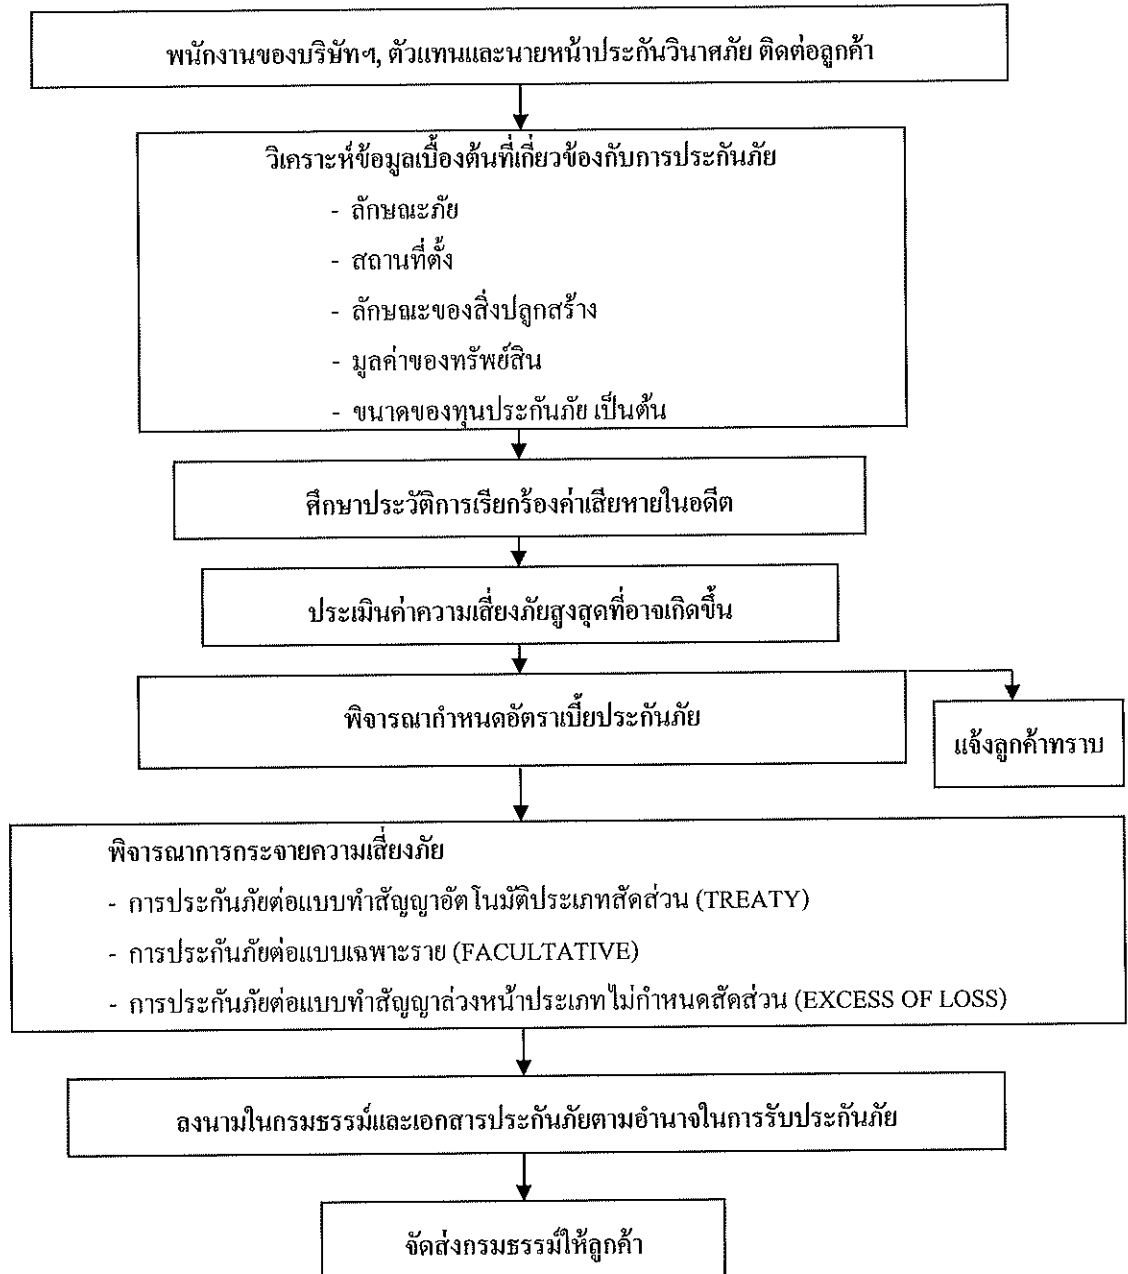 พนักงานของบริษัทฯ, ตัวแทนและนายหน้าประกันวินาศภัย ติดต่อลูกค้า
วิเคราะห์ข้อมูลเบื้องต้นที่เกี่ยวข้องกับการประกันภัย
- ลักษณะภัย
- สถานที่ตั้ง
- ลักษณะของสิ่งปลูกสร้าง
- มูลค่าของทรัพย์สิน
- ขนาดของทุนประกันภัย เป็นต้น
ศึกษาประวัติการเรียกร้องค่าเสียหายในอดีต
ประเมินค่าความเสี่ยงภัยสูงสุดที่อาจเกิดขึ้น
พิจารณากำหนดอัตราเบี้ยประกันภัย
แจ้งลูกค้าทราบ
พิจารณาการกระจายความเสี่ยงภัย
- การประกันภัยต่อแบบทำสัญญาอัตโนมัติประเภทสัดส่วน (TREATY)
- การประกันภัยต่อแบบเฉพาะราย (FACULTATIVE)
- การประกันภัยต่อแบบทำสัญญาล่วงหน้าประเภทไม่กำหนดสัดส่วน (EXCESS OF LOSS)
ลงนามในกรมธรรม์และเอกสารประกันภัยตามอำนาจในการรับประกันภัย
จัดส่งกรมธรรม์ให้ลูกค้า